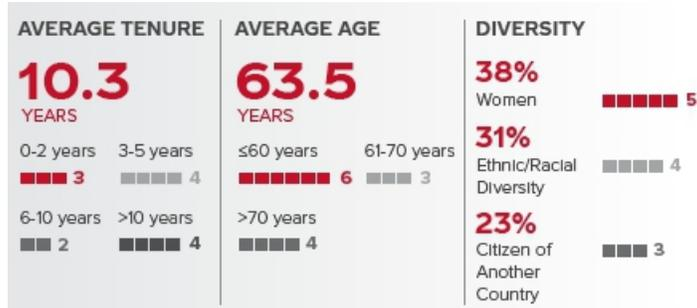 AVERAGE TENURE
10.3
YEARS
0-2 years 3-5 years
3 4
6-10 years >10 years
2 4
AVERAGE AGE
63.5
YEARS
≤60 years 61-70 years
6 3
>70 years
4
DIVERSITY
38%
Women 5
31%
Ethnic/Racial 4
Diversity
23%
Citizen of 3
Another
Country